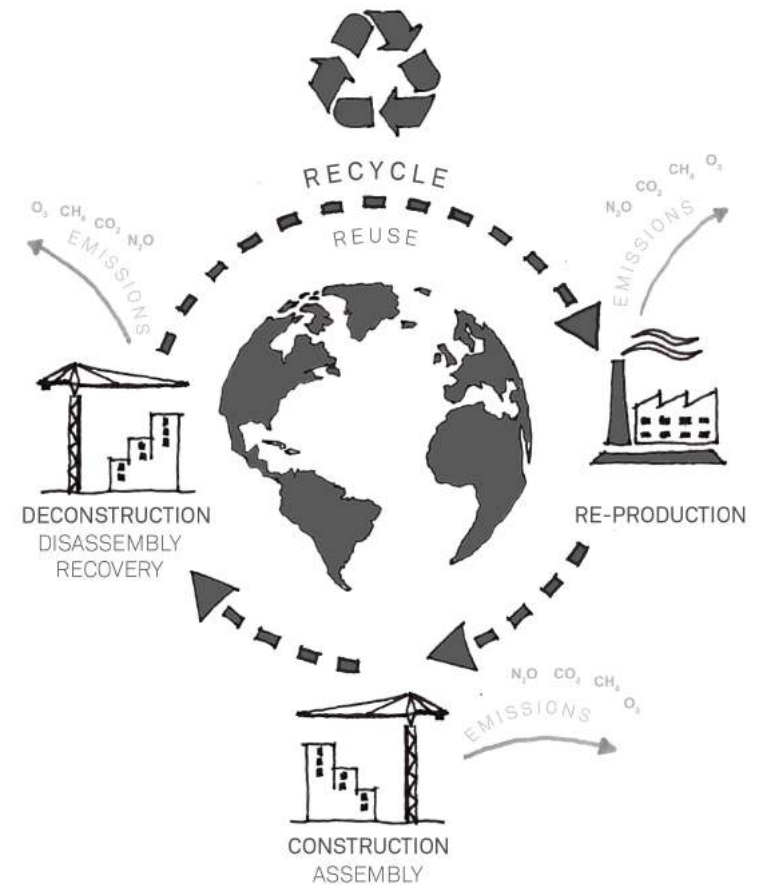 RECYCLE
REUSE
O₃ CH₄ CO₂ N₂O
EMISSIONS
N₂O CO₂ CH₄ O₃
EMISSIONS
DECONSTRUCTION
DISASSEMBLY
RECOVERY
RE-PRODUCTION
N₂O CO₂ CH₄ O₃
EMISSIONS
CONSTRUCTION
ASSEMBLY